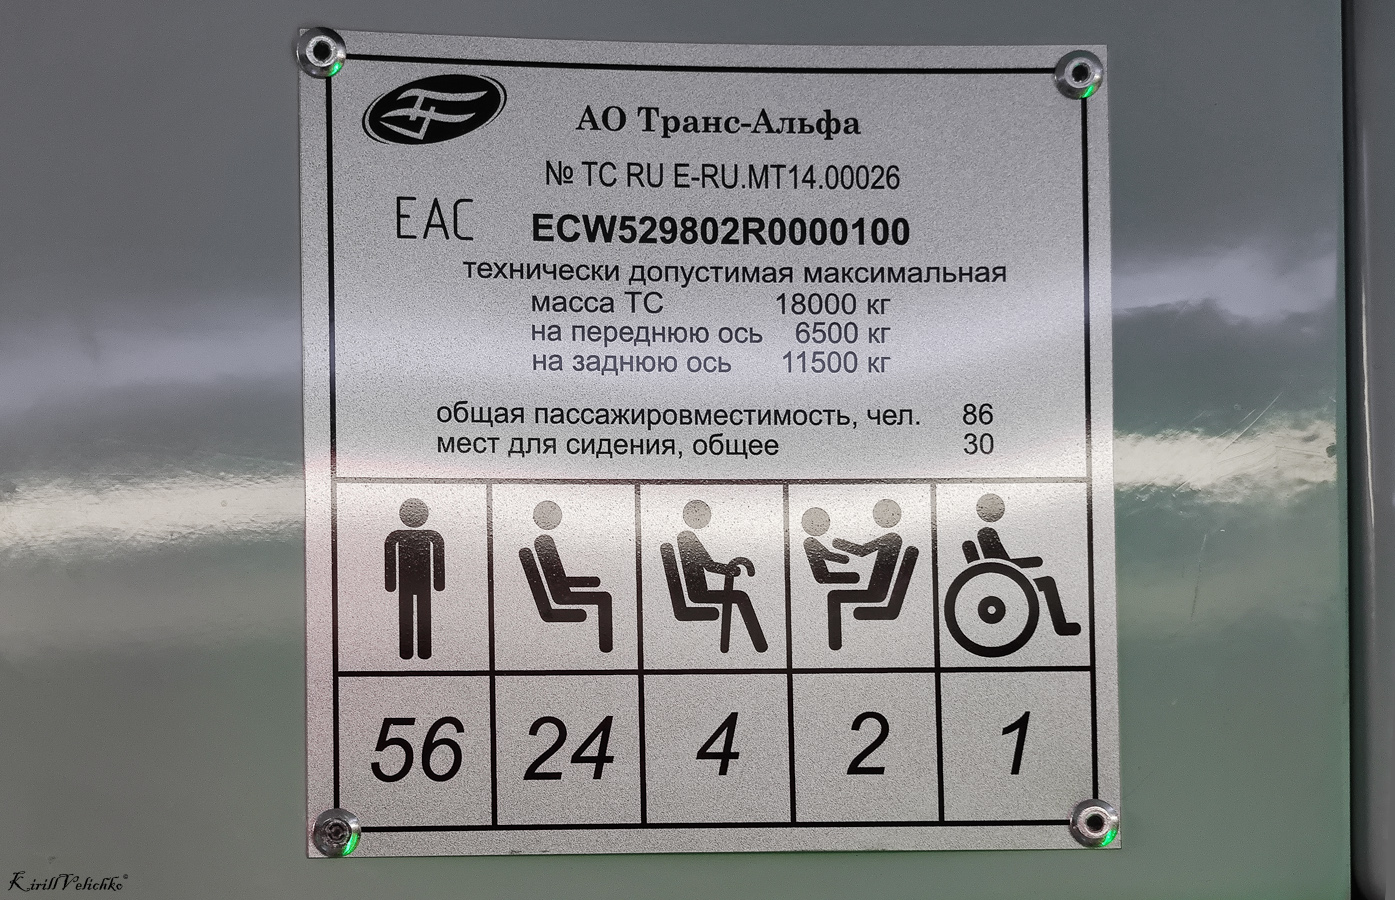 АО Транс-Альфа
№ ТС RU E-RU.MT14.00026
EAC
ECW529802R0000100
технически допустимая максимальная
масса ТС 18000 кг
на переднюю ось 6500 кг
на заднюю ось 11500 кг
общая пассажировместимость, чел. 86
мест для сидения, общее 30
56 24 4 2 1
KirillVelichko©